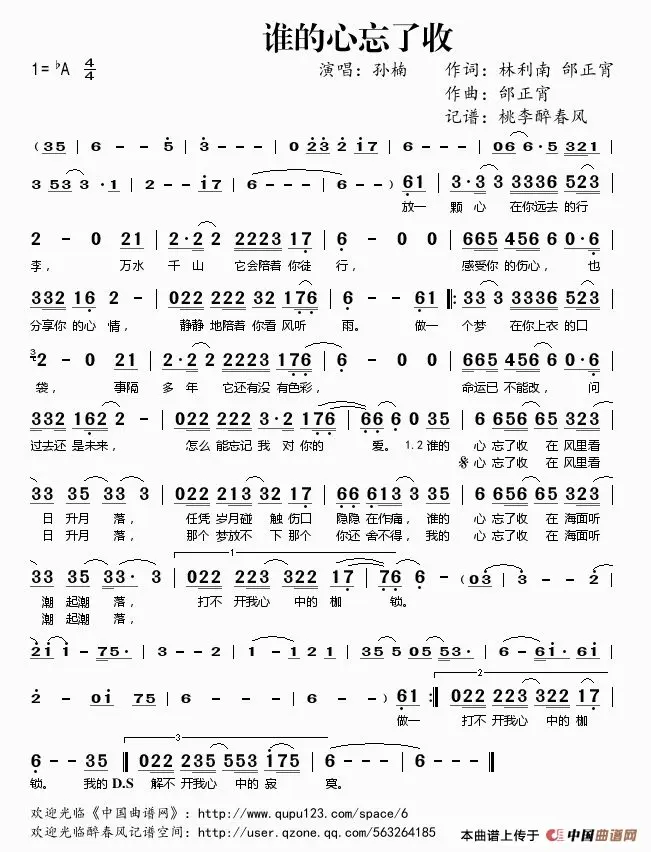 谁的心忘了收
1=♭A 4/4 演唱：孙楠 作词：林利南 邰正宵
作曲：邰正宵
记谱：桃李醉春风
( 35 | 6 - - 5 | 3 - - - | 0 23 2 17 | 6 - - - | 06 6·5 321 |
3 533 3·1 | 2 - - 17 | 6 - - - | 6 - - ) 61 | 3·3 3 3336 523 |
放一 颗心 在你远去 的行
2 - 0 21 | 2·2 2 2223 17 | 6 - 0 0 | 665 456 6 0·6 |
李， 万水 千山 它会陪着 你徒 行， 感受你 的伤心， 也
332 16 2 - | 022 222 32 176 | 6 - - 61 |: 33 3 3336 523 |
分享你 的心 情， 静静 地陪着 你看 风听 雨。 做一 个梦 在你上衣 的口
3 2 - 0 21 | 2·2 2 2223 176 | 6 - 0 0 | 665 456 6 0·6 |
袋， 事隔 多年 它还有没 有色彩， 命运已 不能改， 问
332 162 2 - | 022 222 3·2 176 | 66 6 0 35 | 6 656 65 323 |
过去还 是未来， 怎么 能忘记 我 对 你的 爱。 1.2 谁的 心 忘了收 在 风里看
心 忘了收 在 风里看
33 35 33 3 | 022 213 32 17 | 66 613 3 35 | 6 656 65 323 |
日 升月 落， 任凭 岁月碰 触 伤口 隐隐 在作痛， 谁的 心 忘了收 在 海面听
日 升月 落， 那个 梦放不 下 那个 你还 舍不得， 我的 心 忘了收 在 海面听
1
33 35 33· 3 | 022 223 322 17 | 76 6 - (03 | 3 - - 2 |
潮 起潮 落， 打不 开我心 中的 枷 锁。
潮 起潮 落，
21 1 - 75· | 3 - - 2 | 1 - 1 21 | 35 505 53 | 6 - 61· 61 |
2
2 - 01 75 | 6 - - - | 6 - - ) 61 :| 022 223 322 17 |
做一 打不 开我心 中的 枷
3
6 - - 35 | 022 235 553 175 | 6 - - - | 6 - - - |
锁。 我的 D.S 解不 开我心 中的 寂 寞。
欢迎光临《中国曲谱网》：http://www.qupu123.com/space/6
欢迎光临醉春风记谱空间：http://user.qzone.qq.com/563264185 本曲谱上传于 中国曲谱网